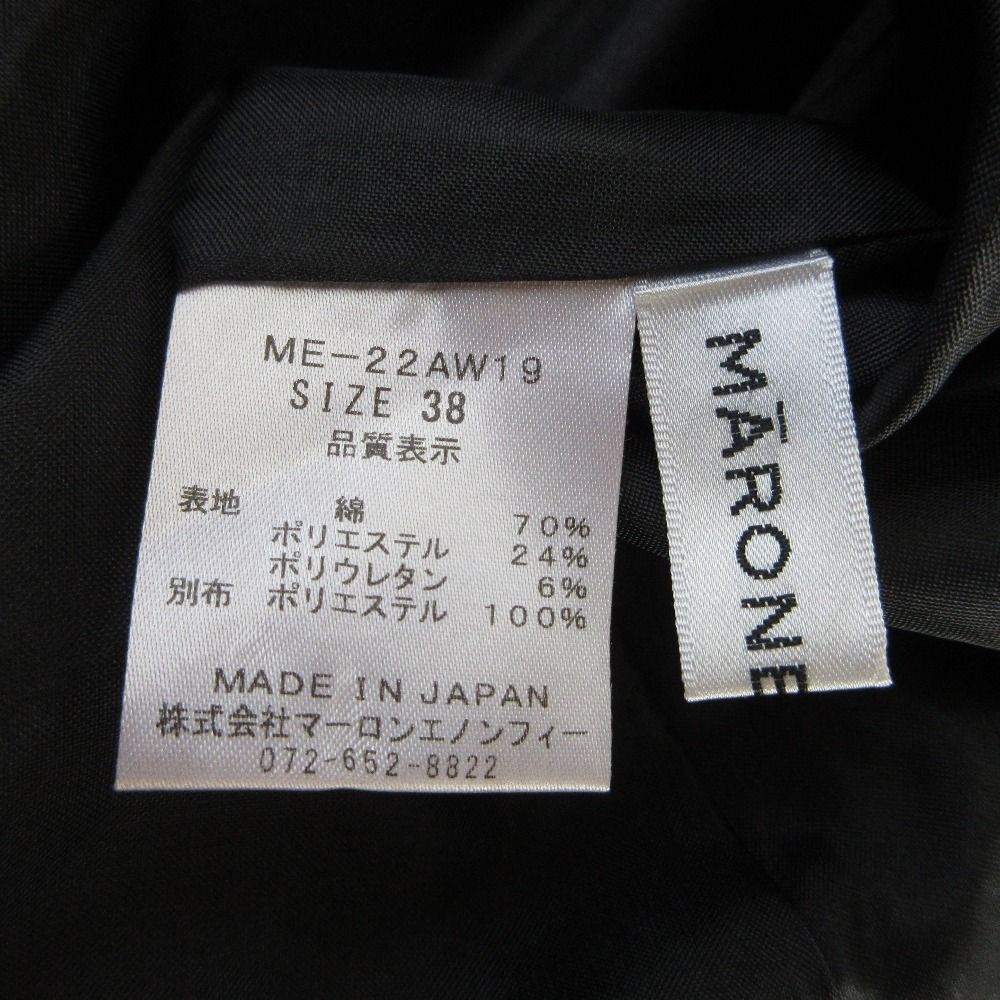 ME-22AW19
SIZE 38
品質表示
表地 綿 70%
ポリエステル 24%
ポリウレタン 6%
別布 ポリエステル 100%
MADE IN JAPAN
株式会社マーロンエノンフィー
072-652-8822
MĀRONE